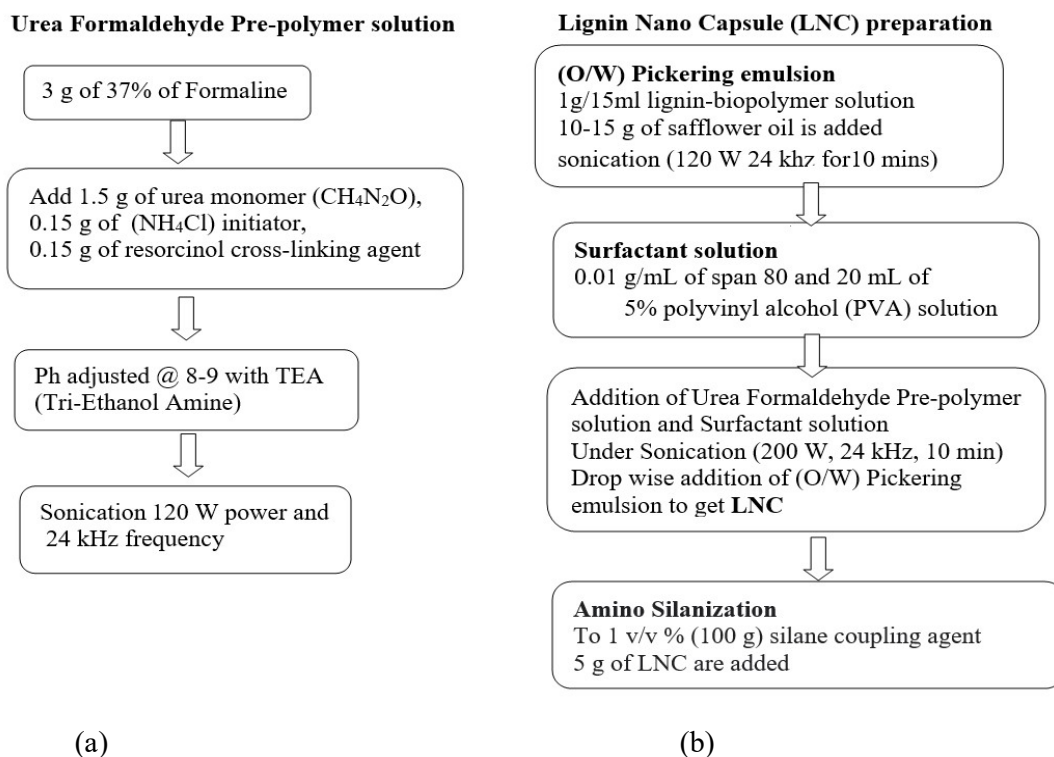 Urea Formaldehyde Pre-polymer solution
3 g of 37% of Formaline
Add 1.5 g of urea monomer (CH₄N₂O),
0.15 g of (NH₄Cl) initiator,
0.15 g of resorcinol cross-linking agent
Ph adjusted @ 8-9 with TEA
(Tri-Ethanol Amine)
Sonication 120 W power and
24 kHz frequency
(a)
Lignin Nano Capsule (LNC) preparation
(O/W) Pickering emulsion
1g/15ml lignin-biopolymer solution
10-15 g of safflower oil is added
sonication (120 W 24 khz for10 mins)
Surfactant solution
0.01 g/mL of span 80 and 20 mL of
5% polyvinyl alcohol (PVA) solution
Addition of Urea Formaldehyde Pre-polymer
solution and Surfactant solution
Under Sonication (200 W, 24 kHz, 10 min)
Drop wise addition of (O/W) Pickering
emulsion to get LNC
Amino Silanization
To 1 v/v % (100 g) silane coupling agent
5 g of LNC are added
(b)